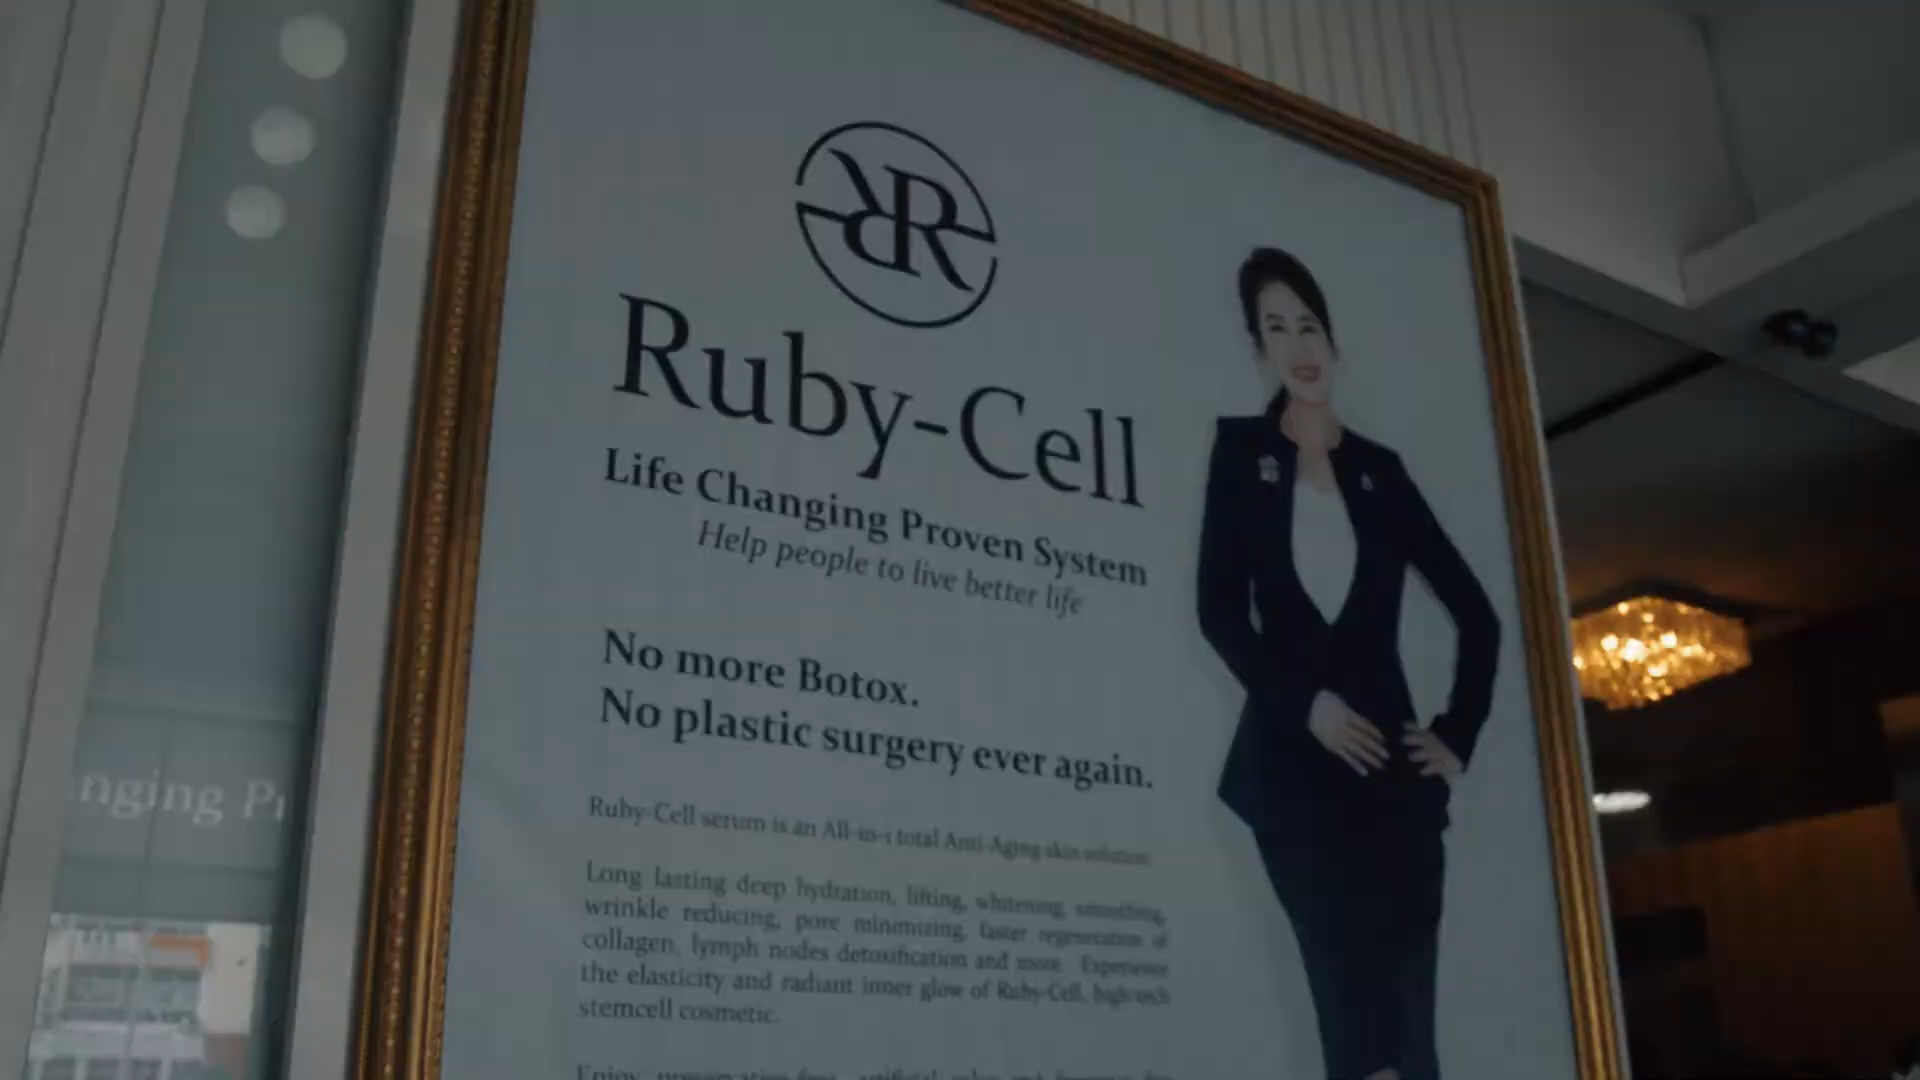 RR
Ruby-Cell
Life Changing Proven System
Help people to live better life
No more Botox.
No plastic surgery ever again.
Ruby-Cell serum is an All-in-1 total Anti-Aging skin solution.
Long lasting deep hydration, lifting, whitening, smoothing,
wrinkle reducing, pore minimizing, faster regeneration of
collagen, lymph nodes detoxification and more. Experience
the elasticity and radiant inner glow of Ruby-Cell, high-tech
stemcell cosmetic.
Enjoy
nging Pr